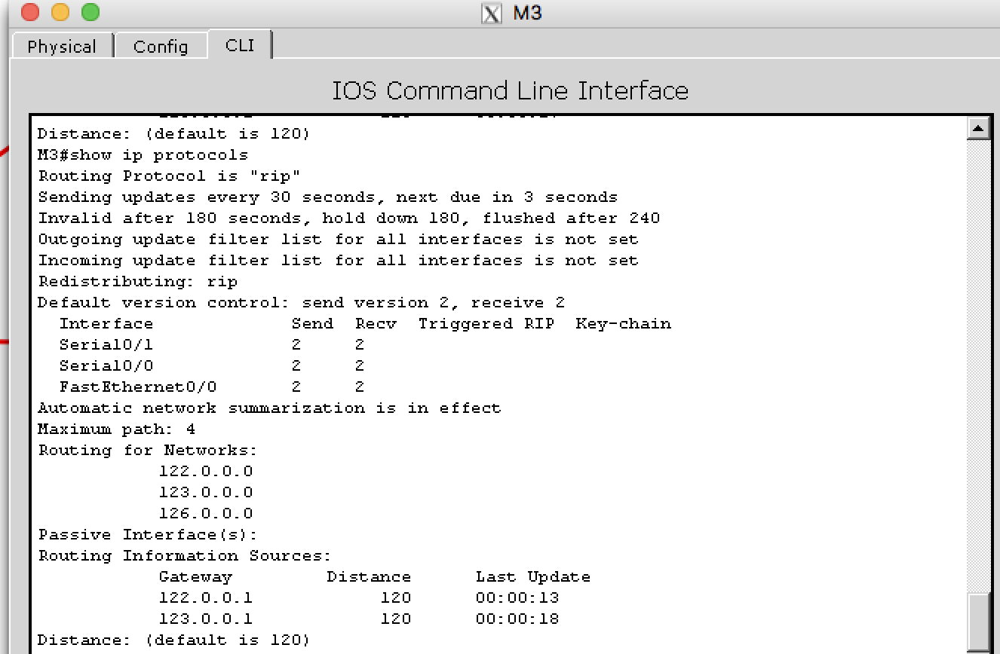 M3
Physical Config CLI
IOS Command Line Interface
Distance: (default is 120)
M3#show ip protocols
Routing Protocol is "rip"
Sending updates every 30 seconds, next due in 3 seconds
Invalid after 180 seconds, hold down 180, flushed after 240
Outgoing update filter list for all interfaces is not set
Incoming update filter list for all interfaces is not set
Redistributing: rip
Default version control: send version 2, receive 2
Interface Send Recv Triggered RIP Key-chain
Serial0/1 2 2
Serial0/0 2 2
FastEthernet0/0 2 2
Automatic network summarization is in effect
Maximum path: 4
Routing for Networks:
122.0.0.0
123.0.0.0
126.0.0.0
Passive Interface(s):
Routing Information Sources:
Gateway Distance Last Update
122.0.0.1 120 00:00:13
123.0.0.1 120 00:00:18
Distance: (default is 120)